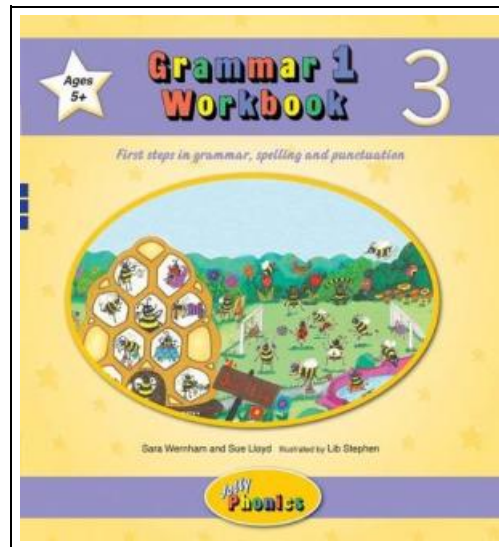 Ages
5+
Grammar 1
Workbook
3
First steps in grammar, spelling and punctuation
Sara Wernham and Sue Lloyd Illustrated by Lib Stephen
Jolly
Phonics